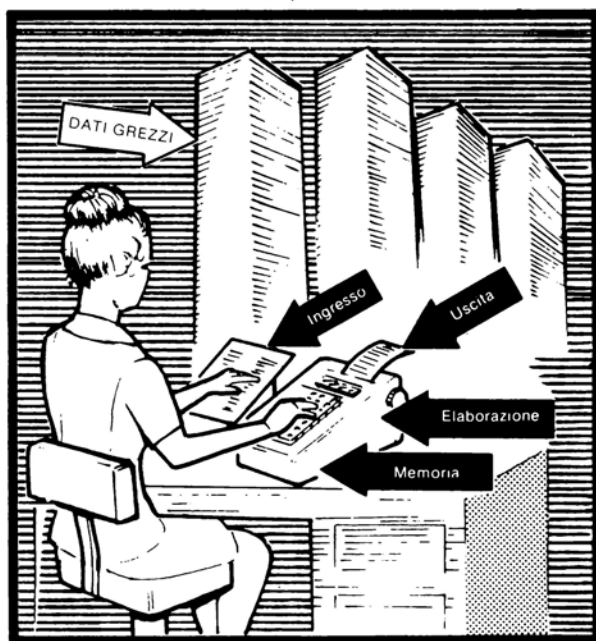 DATI GREZZI
Ingresso
Uscita
Elaborazione
Memoria